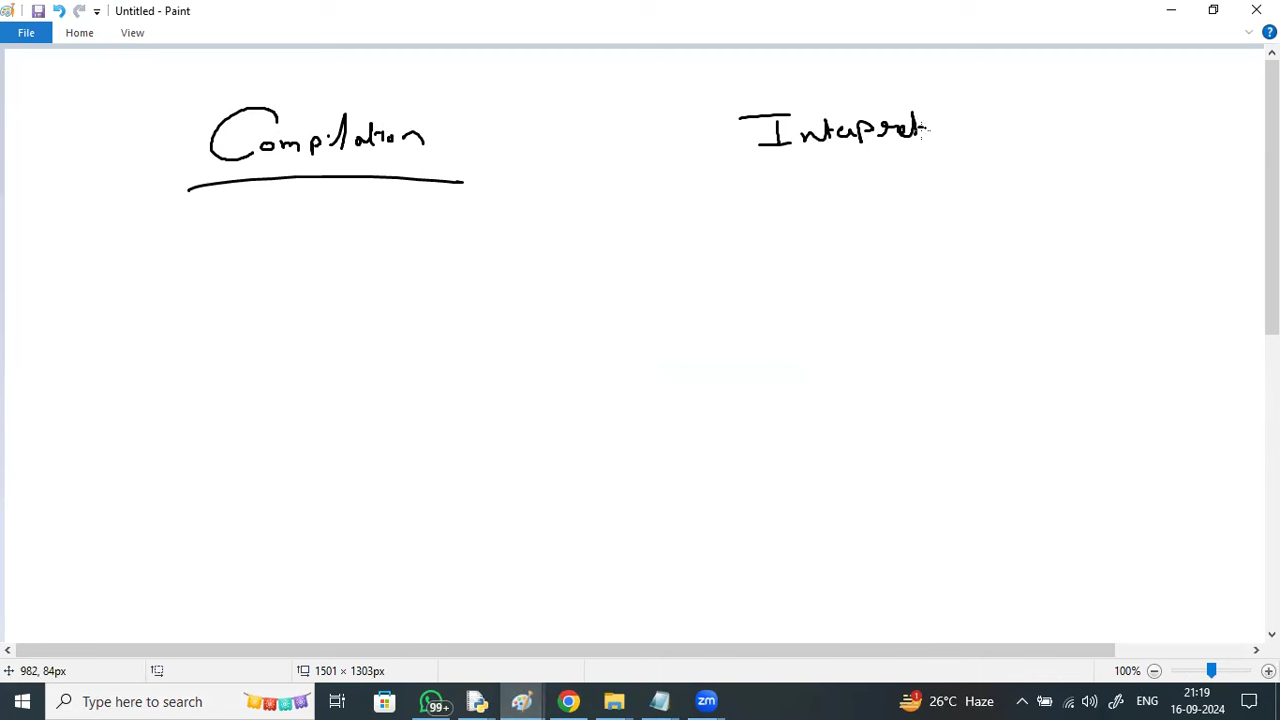 Untitled - Paint
File Home View
Compilation Interpret
982, 84px 1501 × 1303px 100%
Type here to search 99+ zm 26°C Haze ENG 21:19 16-09-2024